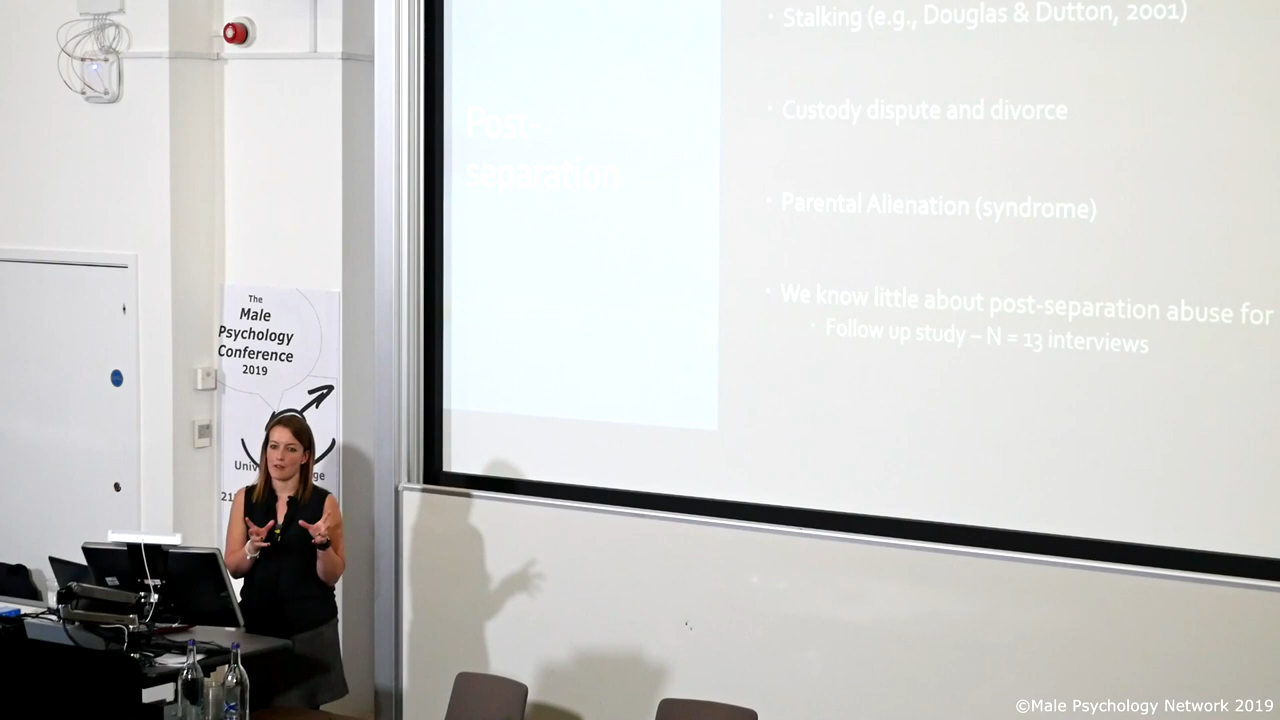 Stalking (e.g., Douglas & Dutton, 2001)
Post-
separation
Custody dispute and divorce
Parental Alienation (syndrome)
We know little about post-separation abuse for
Follow up study – N = 13 interviews
The
Male
Psychology
Conference
2019
©Male Psychology Network 2019